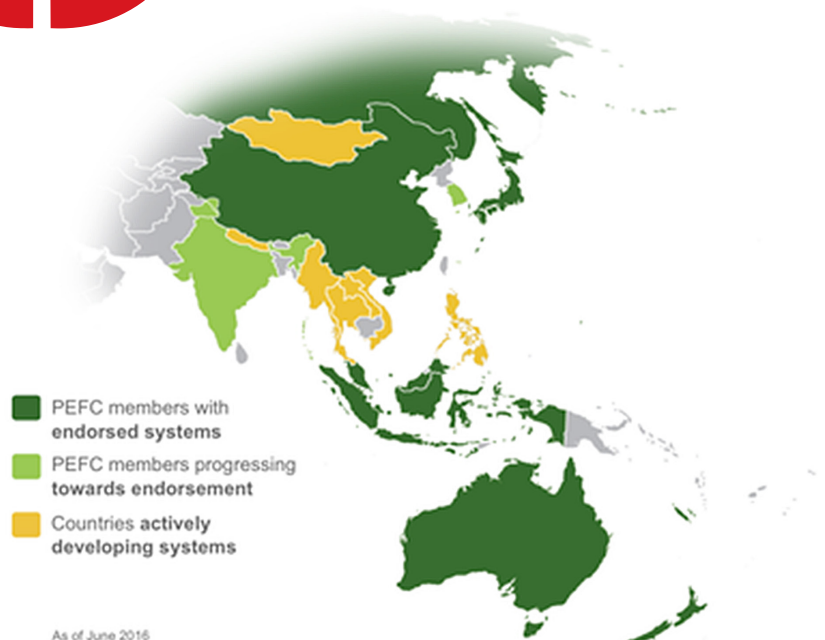 PEFC members with
endorsed systems
PEFC members progressing
towards endorsement
Countries actively
developing systems
As of June 2016